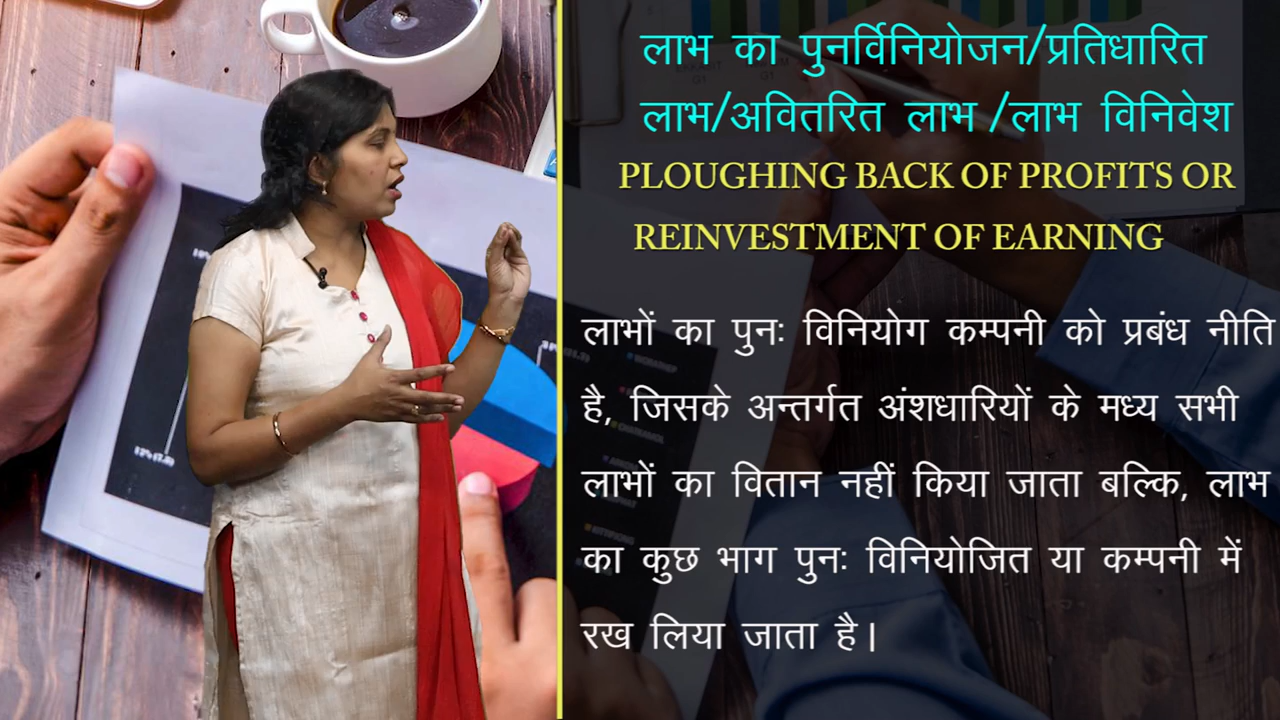 लाभ का पुनर्विनियोजन/प्रतिधारित
लाभ/अवितरित लाभ /लाभ विनिवेश
PLOUGHING BACK OF PROFITS OR
REINVESTMENT OF EARNING
लाभों का पुनः विनियोग कम्पनी को प्रबंध नीति
है, जिसके अन्तर्गत अंशधारियों के मध्य सभी
लाभों का वितान नहीं किया जाता बल्कि, लाभ
का कुछ भाग पुनः विनियोजित या कम्पनी में
रख लिया जाता है।